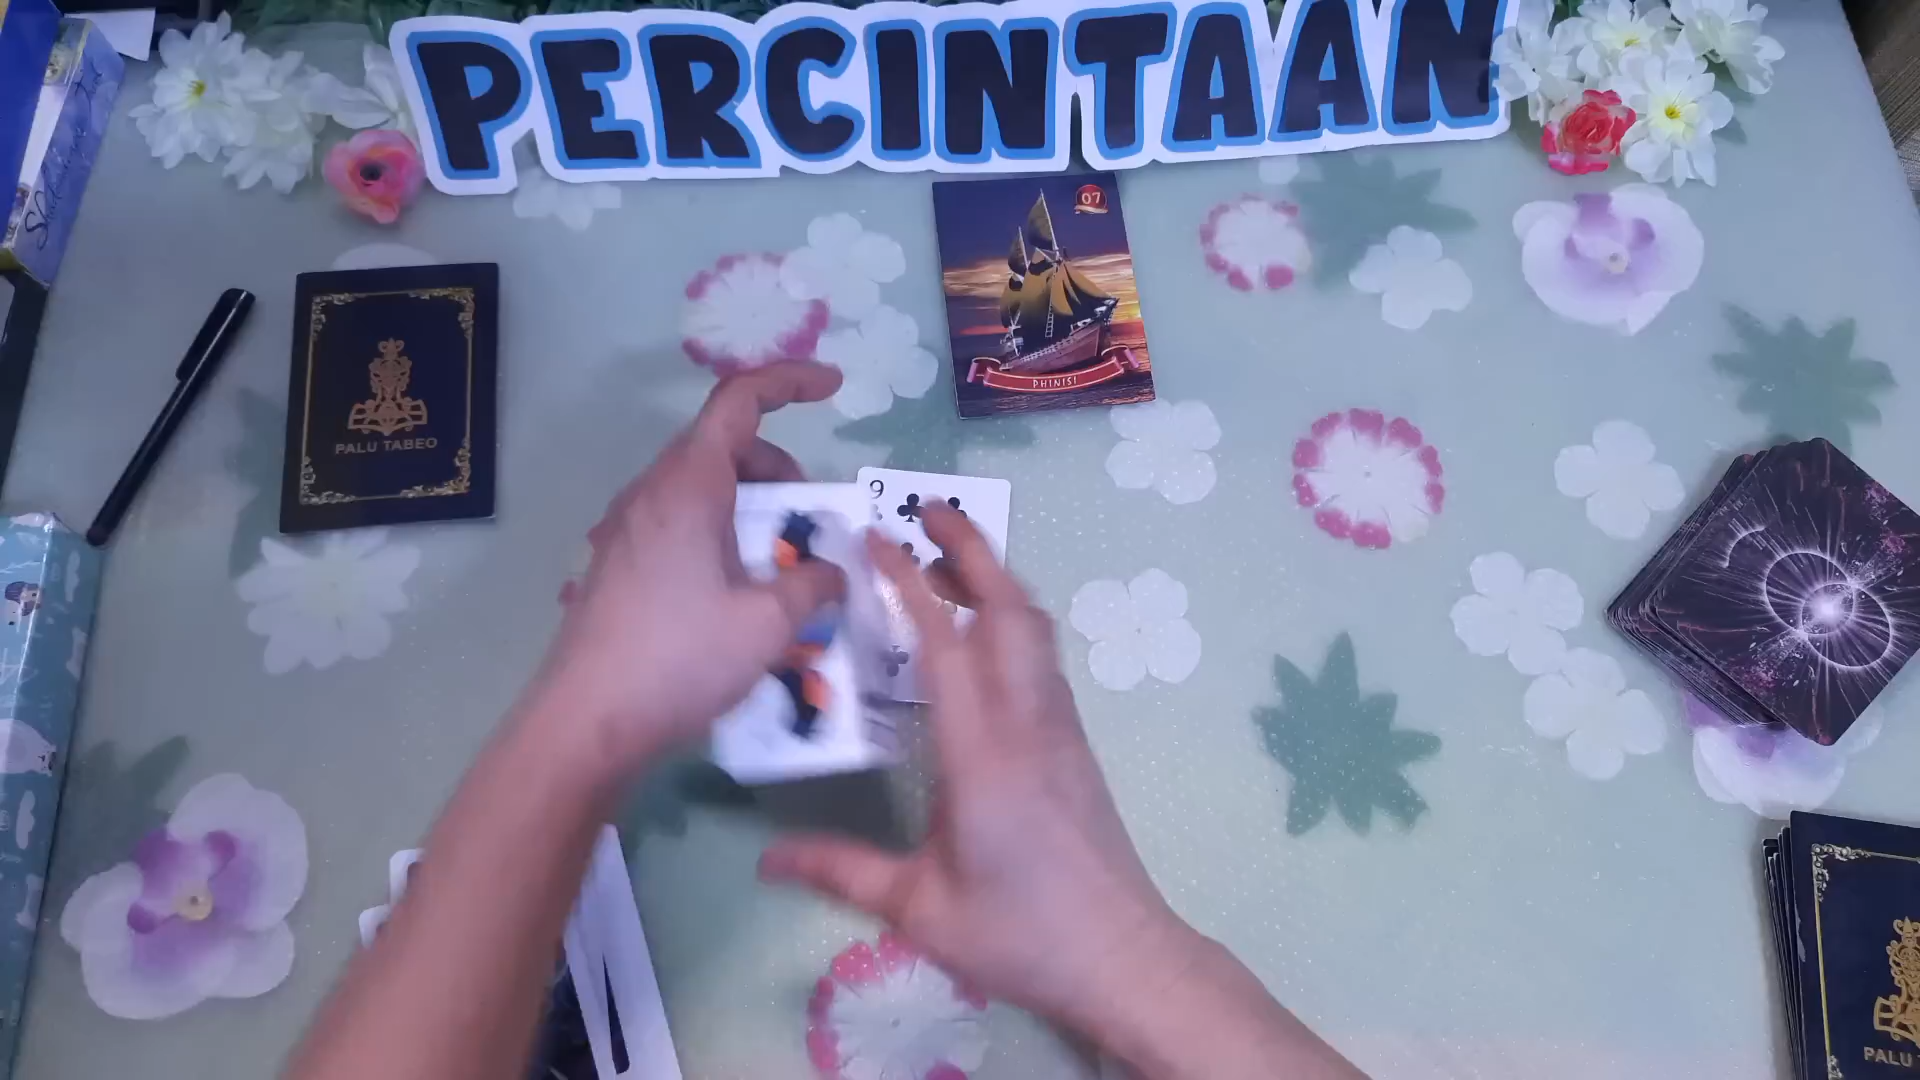 PERCINTAAN
07
PHINISI
PALU TABEO
9
PALU